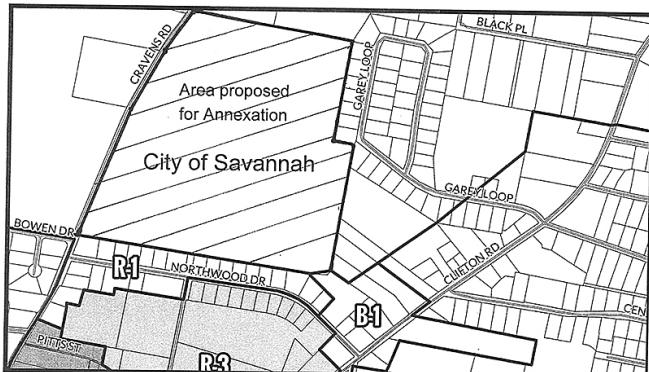 BLACK PL
CRAVENS RD
Area proposed
for Annexation
GAREY LOOP
City of Savannah
GAREY LOOP
BOWEN DR
CLIFTON RD
R-1
NORTHWOOD DR
B-1
CEN
PITTS ST
R-3